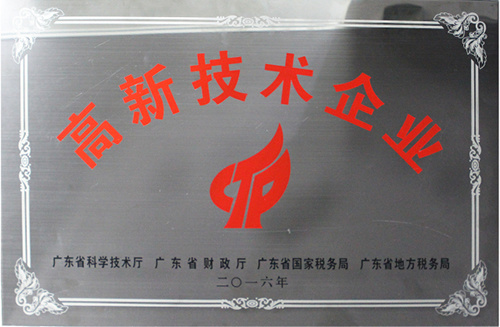 高新技术企业
广东省科学技术厅 广东省财政厅 广东省国家税务局 广东省地方税务局
二〇一六年